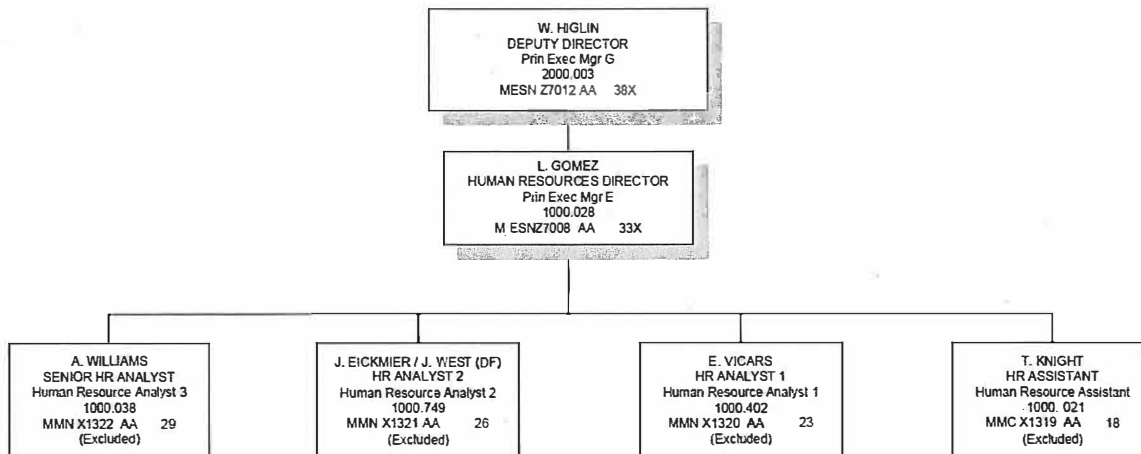 W. HIGLIN
DEPUTY DIRECTOR
Prin Exec Mgr G
2000.003
MESN Z7012 AA 38X
L. GOMEZ
HUMAN RESOURCES DIRECTOR
Prin Exec Mgr E
1000.028
M ESNZ7008 AA 33X
A. WILLIAMS
SENIOR HR ANALYST
Human Resource Analyst 3
1000.038
MMN X1322 AA 29
(Excluded)
J. EICKMIER / J. WEST (DF)
HR ANALYST 2
Human Resource Analyst 2
1000.749
MMN X1321 AA 26
(Excluded)
E. VICARS
HR ANALYST 1
Human Resource Analyst 1
1000.402
MMN X1320 AA 23
(Excluded)
T. KNIGHT
HR ASSISTANT
Human Resource Assistant
1000. 021
MMC X1319 AA 18
(Excluded)